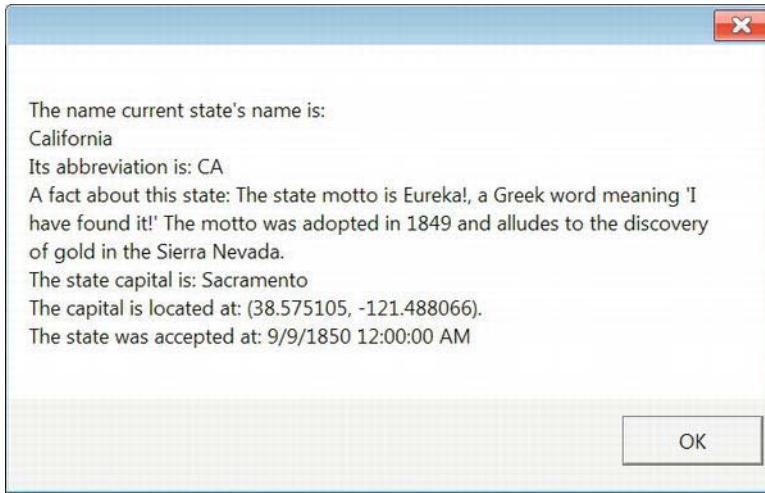 The name current state's name is:
California
Its abbreviation is: CA
A fact about this state: The state motto is Eureka!, a Greek word meaning 'I
have found it!' The motto was adopted in 1849 and alludes to the discovery
of gold in the Sierra Nevada.
The state capital is: Sacramento
The capital is located at: (38.575105, -121.488066).
The state was accepted at: 9/9/1850 12:00:00 AM
OK